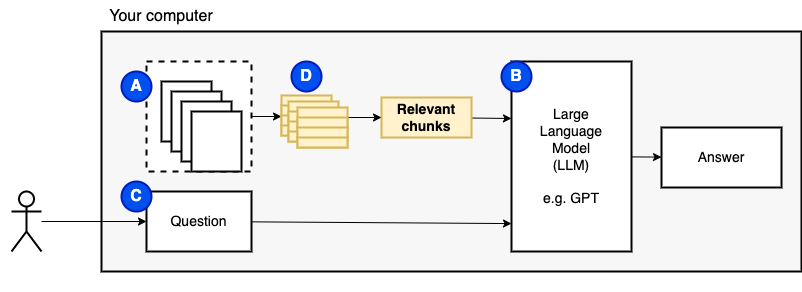 Your computer
A
D
B
Relevant
chunks
Large
Language
Model
(LLM)
e.g. GPT
Answer
C
Question